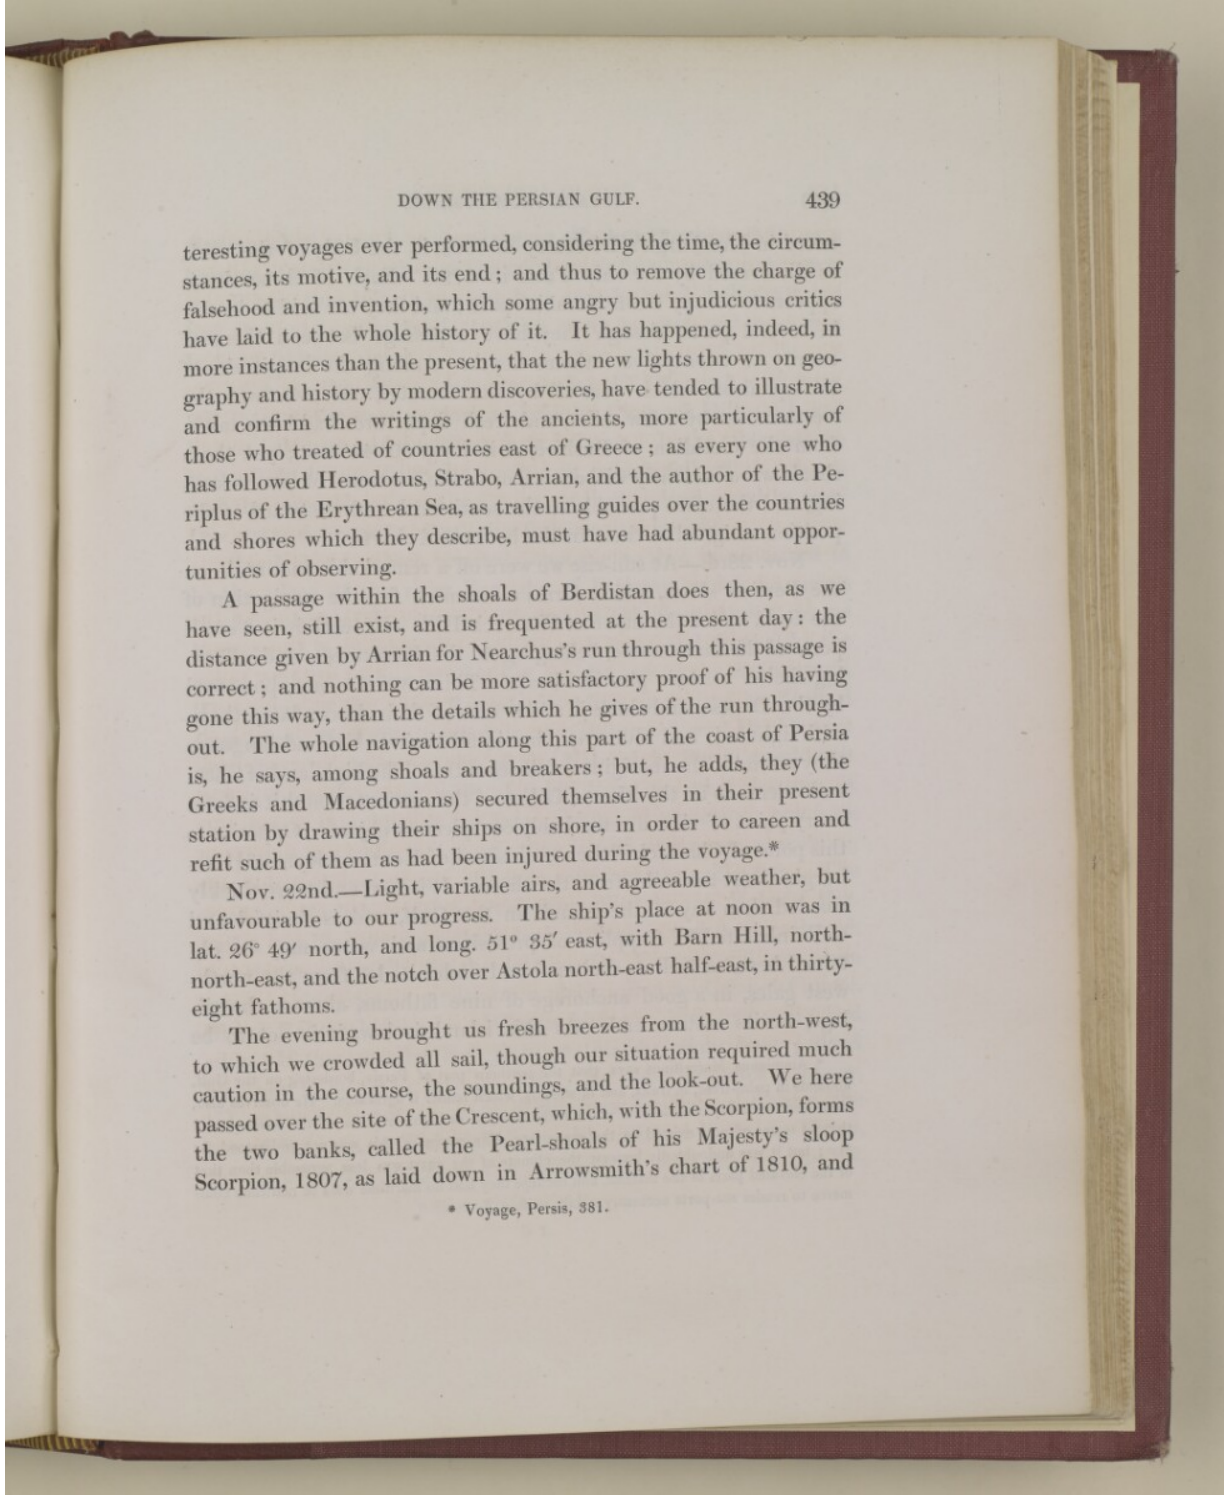 DOWN THE PERSIAN GULF. 439
teresting voyages ever performed, considering the time, the circum-
stances, its motive, and its end; and thus to remove the charge of
falsehood and invention, which some angry but injudicious critics
have laid to the whole history of it. It has happened, indeed, in
more instances than the present, that the new lights thrown on geo-
graphy and history by modern discoveries, have tended to illustrate
and confirm the writings of the ancients, more particularly of
those who treated of countries east of Greece; as every one who
has followed Herodotus, Strabo, Arrian, and the author of the Pe-
riplus of the Erythrean Sea, as travelling guides over the countries
and shores which they describe, must have had abundant oppor-
tunities of observing.
A passage within the shoals of Berdistan does then, as we
have seen, still exist, and is frequented at the present day: the
distance given by Arrian for Nearchus's run through this passage is
correct; and nothing can be more satisfactory proof of his having
gone this way, than the details which he gives of the run through-
out. The whole navigation along this part of the coast of Persia
is, he says, among shoals and breakers; but, he adds, they (the
Greeks and Macedonians) secured themselves in their present
station by drawing their ships on shore, in order to careen and
refit such of them as had been injured during the voyage.*
Nov. 22nd.—Light, variable airs, and agreeable weather, but
unfavourable to our progress. The ship's place at noon was in
lat. 26° 49′ north, and long. 51° 35′ east, with Barn Hill, north-
north-east, and the notch over Astola north-east half-east, in thirty-
eight fathoms.
The evening brought us fresh breezes from the north-west,
to which we crowded all sail, though our situation required much
caution in the course, the soundings, and the look-out. We here
passed over the site of the Crescent, which, with the Scorpion, forms
the two banks, called the Pearl-shoals of his Majesty's sloop
Scorpion, 1807, as laid down in Arrowsmith's chart of 1810, and
* Voyage, Persis, 381.